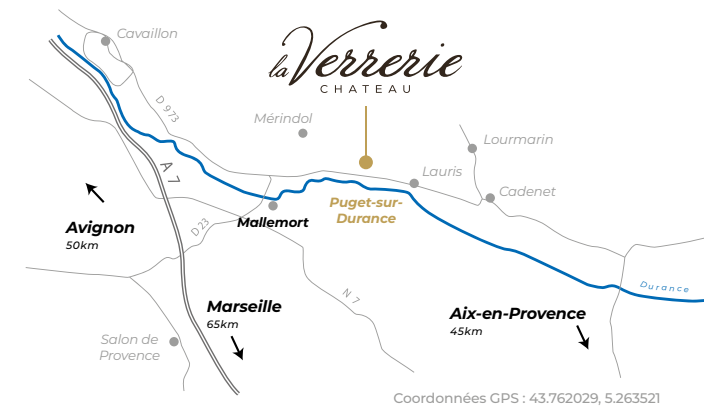 Cavaillon
la Verrerie
CHATEAU
D 973
Mérindol
Lourmarin
A 7
Lauris
Cadenet
Puget-sur-
Durance
Mallemort
D 23
Avignon
50km
Durance
N 7
Marseille
65km
Aix-en-Provence
45km
Salon de
Provence
Coordonnées GPS : 43.762029, 5.263521